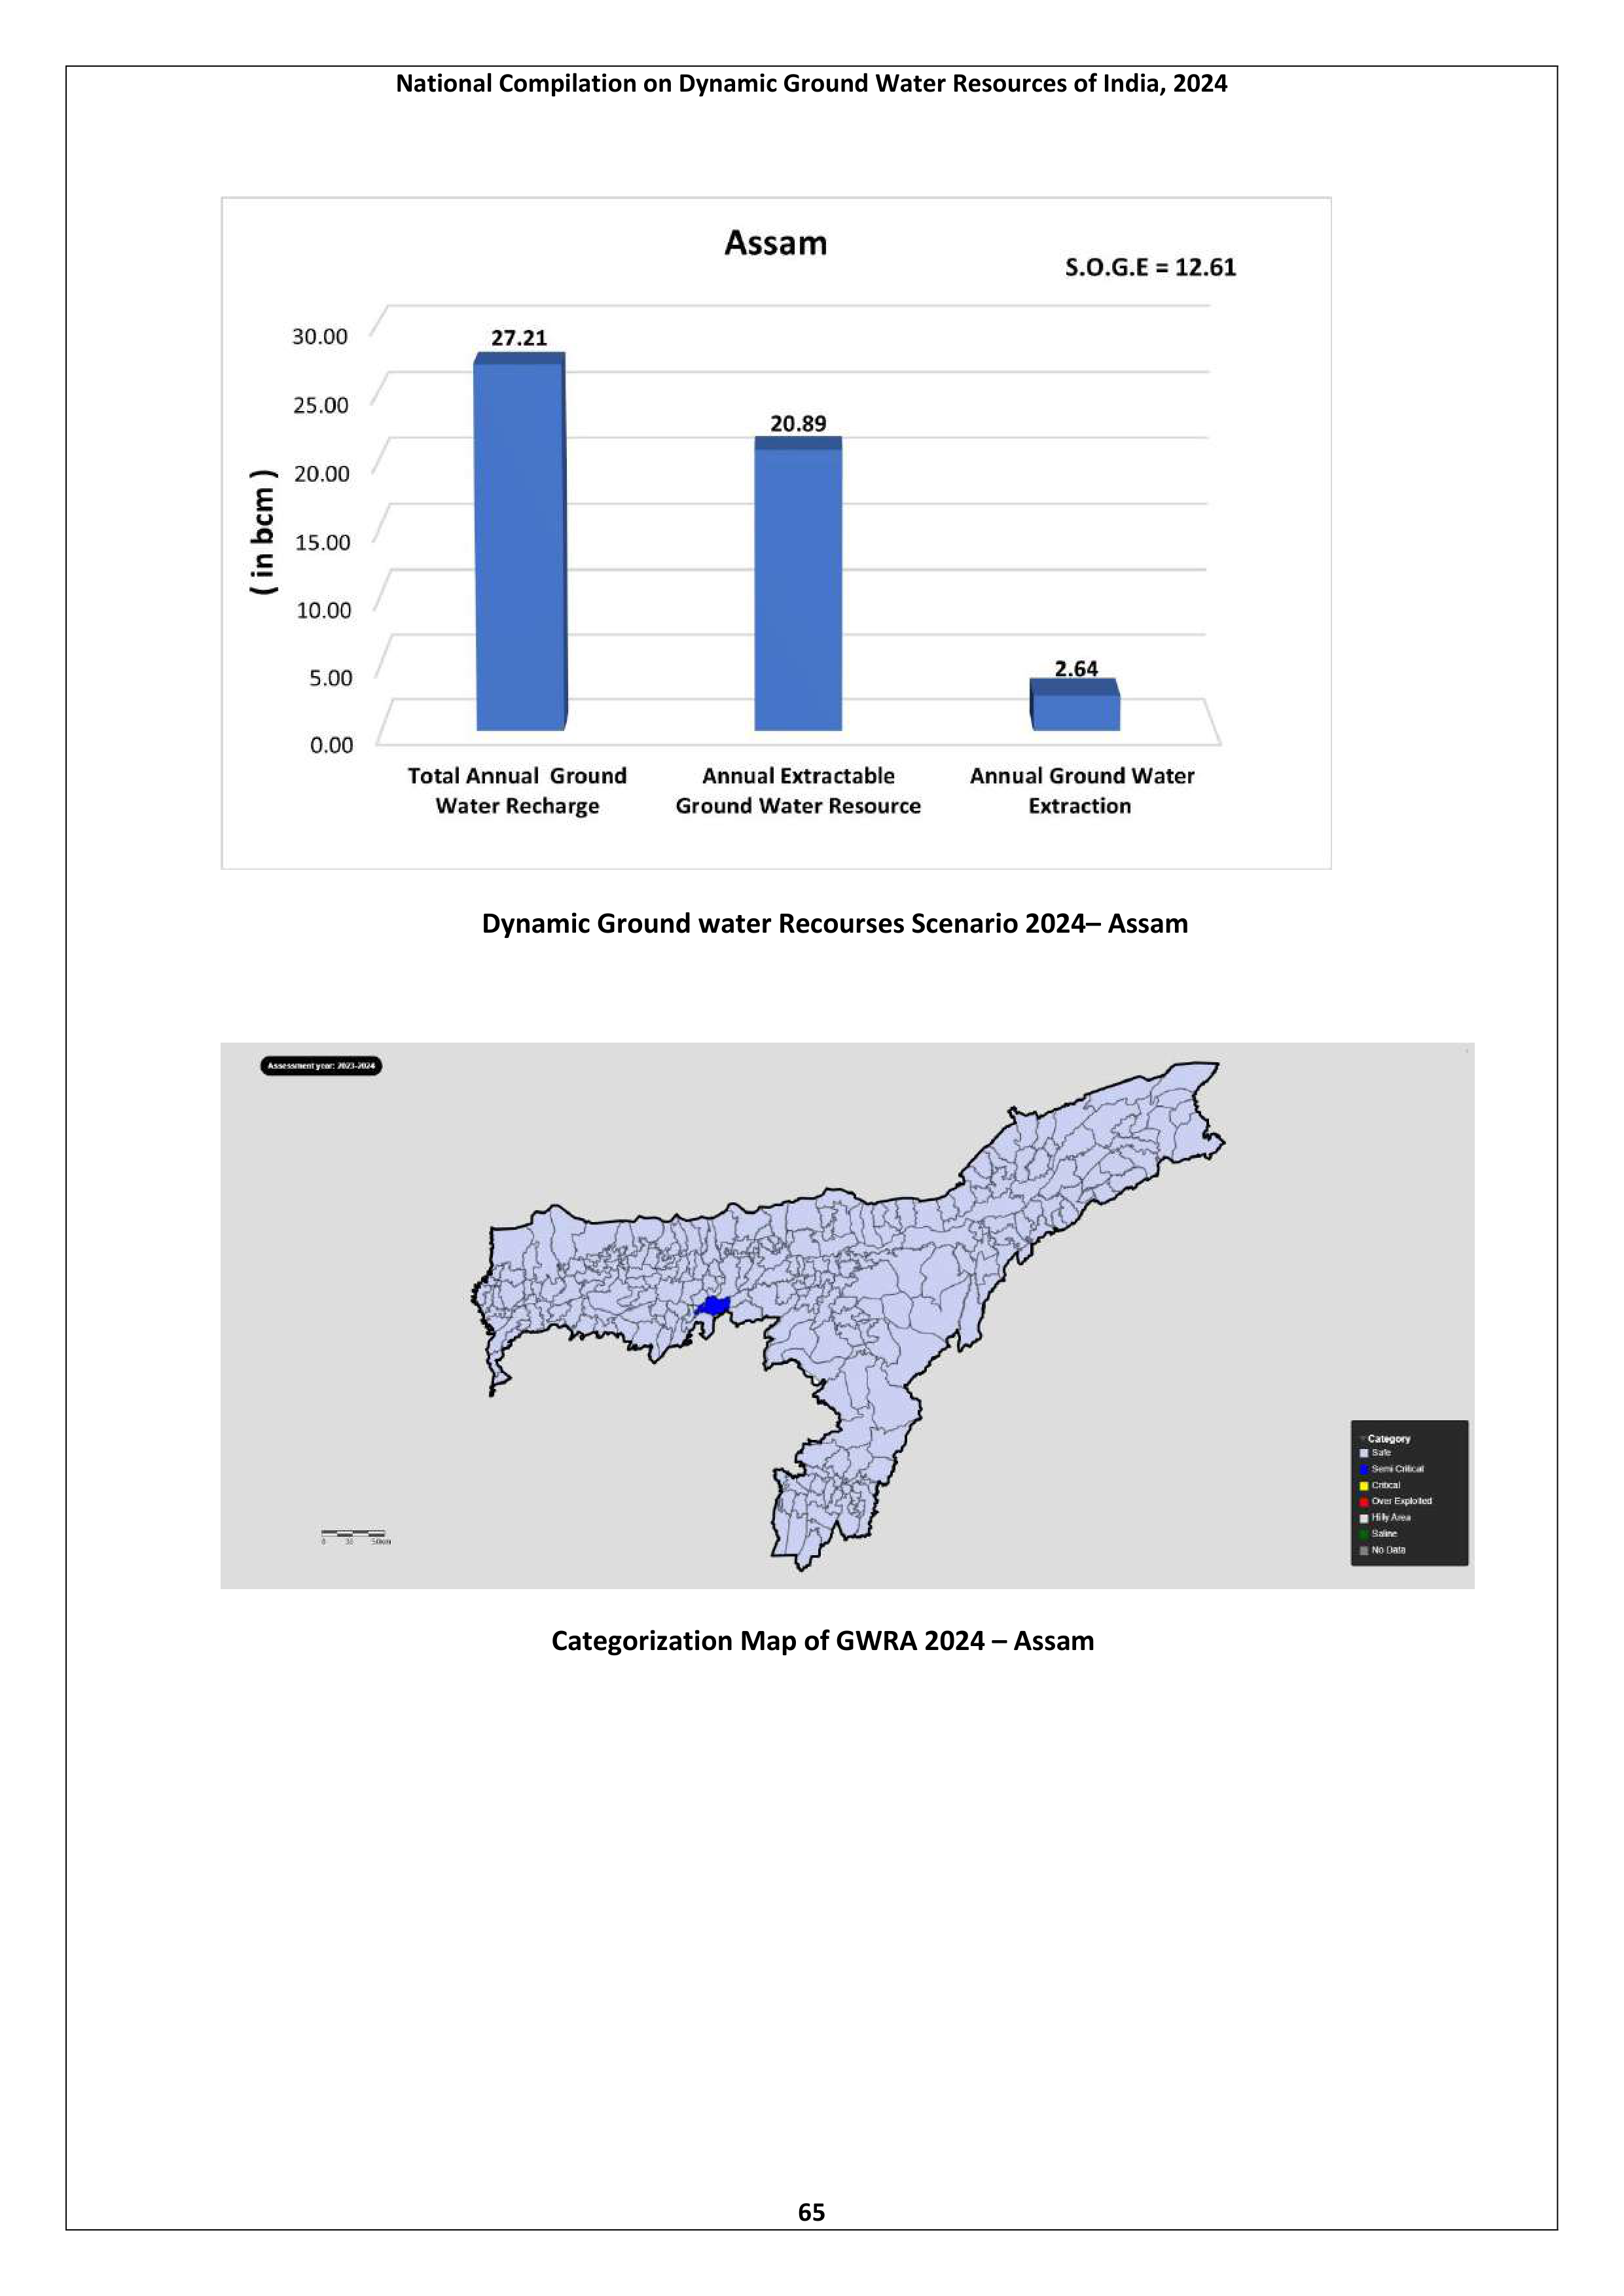 National Compilation on Dynamic Ground Water Resources of India, 2024
Assam
S.O.G.E = 12.61
30.00
25.00
20.00
15.00
10.00
5.00
0.00
( in bcm )
27.21
20.89
2.64
Total Annual Ground
Water Recharge
Annual Extractable
Ground Water Resource
Annual Ground Water
Extraction
Dynamic Ground water Recourses Scenario 2024– Assam
Assessment year: 2023-2024
Category
Safe
Semi Critical
Critical
Over Exploited
Hilly Area
Saline
No Data
0
50km
Categorization Map of GWRA 2024 – Assam
65